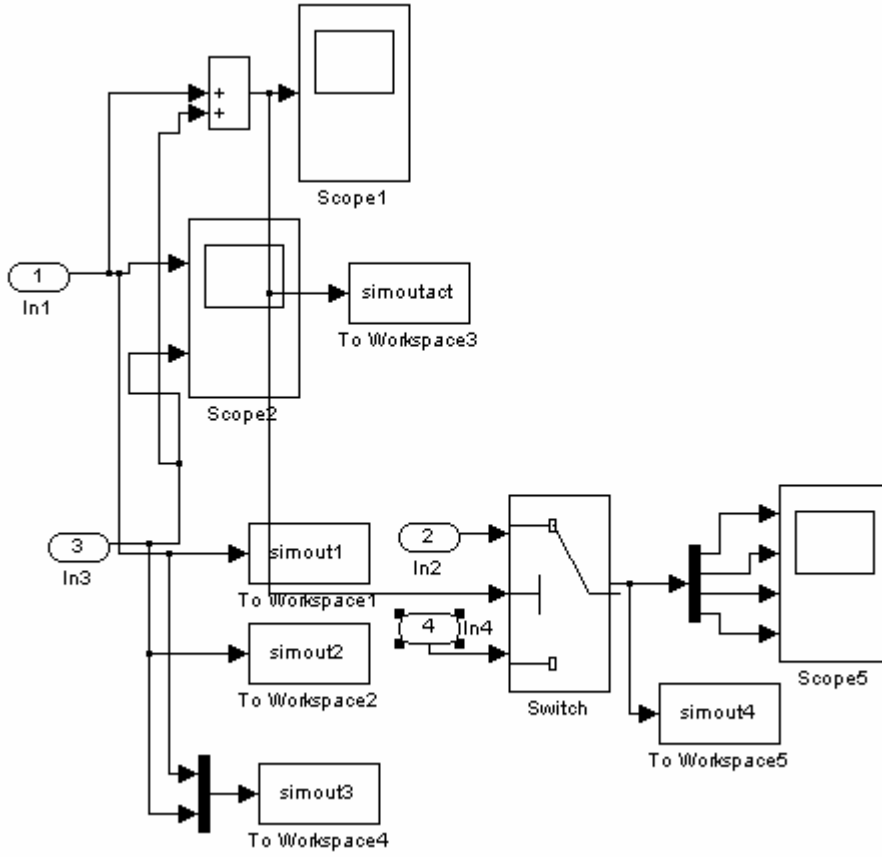 +
+
Scope1
1
In1
simoutact
To Workspace3
Scope2
3
In3
simout1
To Workspace1
2
In2
4
In4
simout2
To Workspace2
Switch
Scope5
simout4
To Workspace5
simout3
To Workspace4